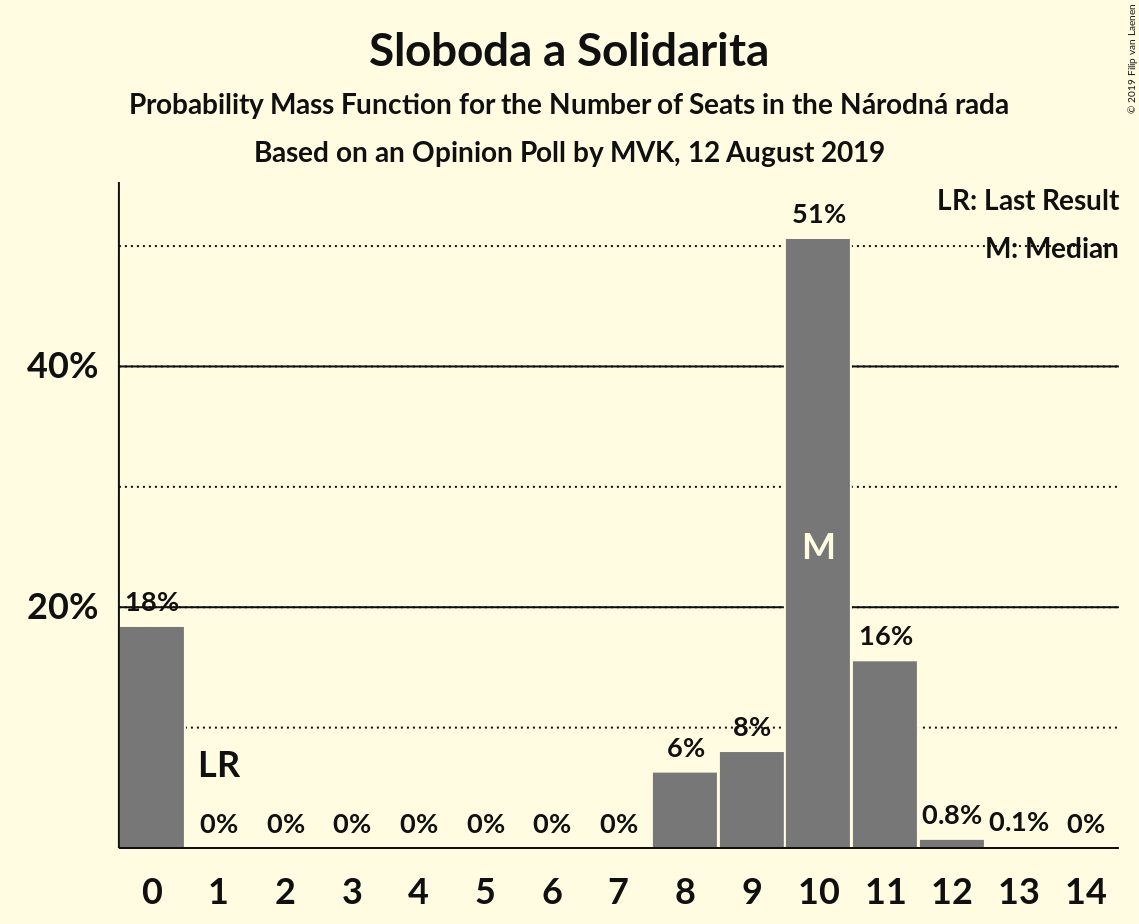 Sloboda a Solidarita
Probability Mass Function for the Number of Seats in the Národná rada
Based on an Opinion Poll by MVK, 12 August 2019
© 2019 Filip van Laenen
LR: Last Result
M: Median
40%
20%
18%
LR
0%
0%
0%
0%
0%
0%
0%
6%
8%
51%
M
16%
0.8%
0.1%
0%
0 1 2 3 4 5 6 7 8 9 10 11 12 13 14